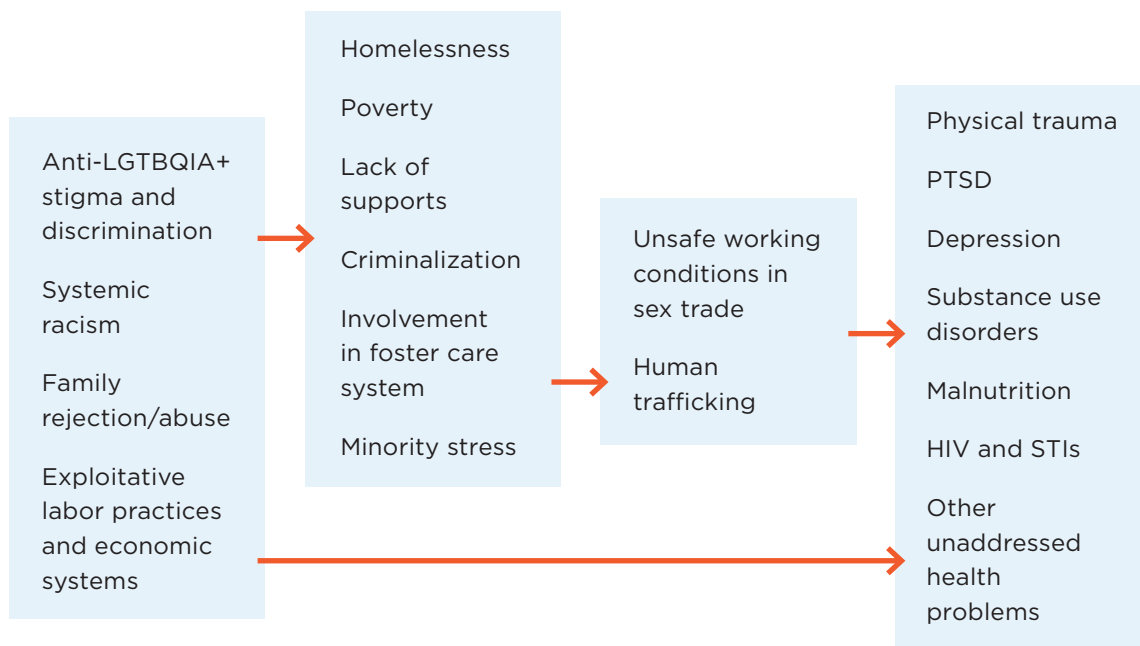 Anti-LGTBQIA+
stigma and
discrimination
Systemic
racism
Family
rejection/abuse
Exploitative
labor practices
and economic
systems
Homelessness
Poverty
Lack of
supports
Criminalization
Involvement
in foster care
system
Minority stress
Unsafe working
conditions in
sex trade
Human
trafficking
Physical trauma
PTSD
Depression
Substance use
disorders
Malnutrition
HIV and STIs
Other
unaddressed
health
problems